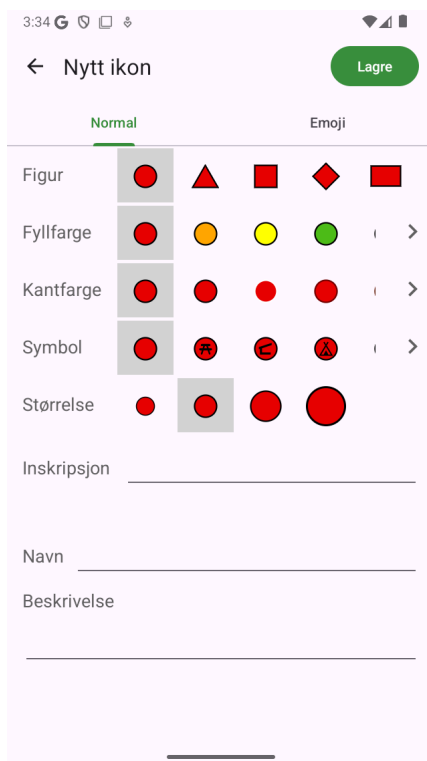 3:34
Nytt ikon
Lagre
Normal
Emoji
Figur
Fyllfarge
Kantfarge
Symbol
Størrelse
Inskripsjon
Navn
Beskrivelse